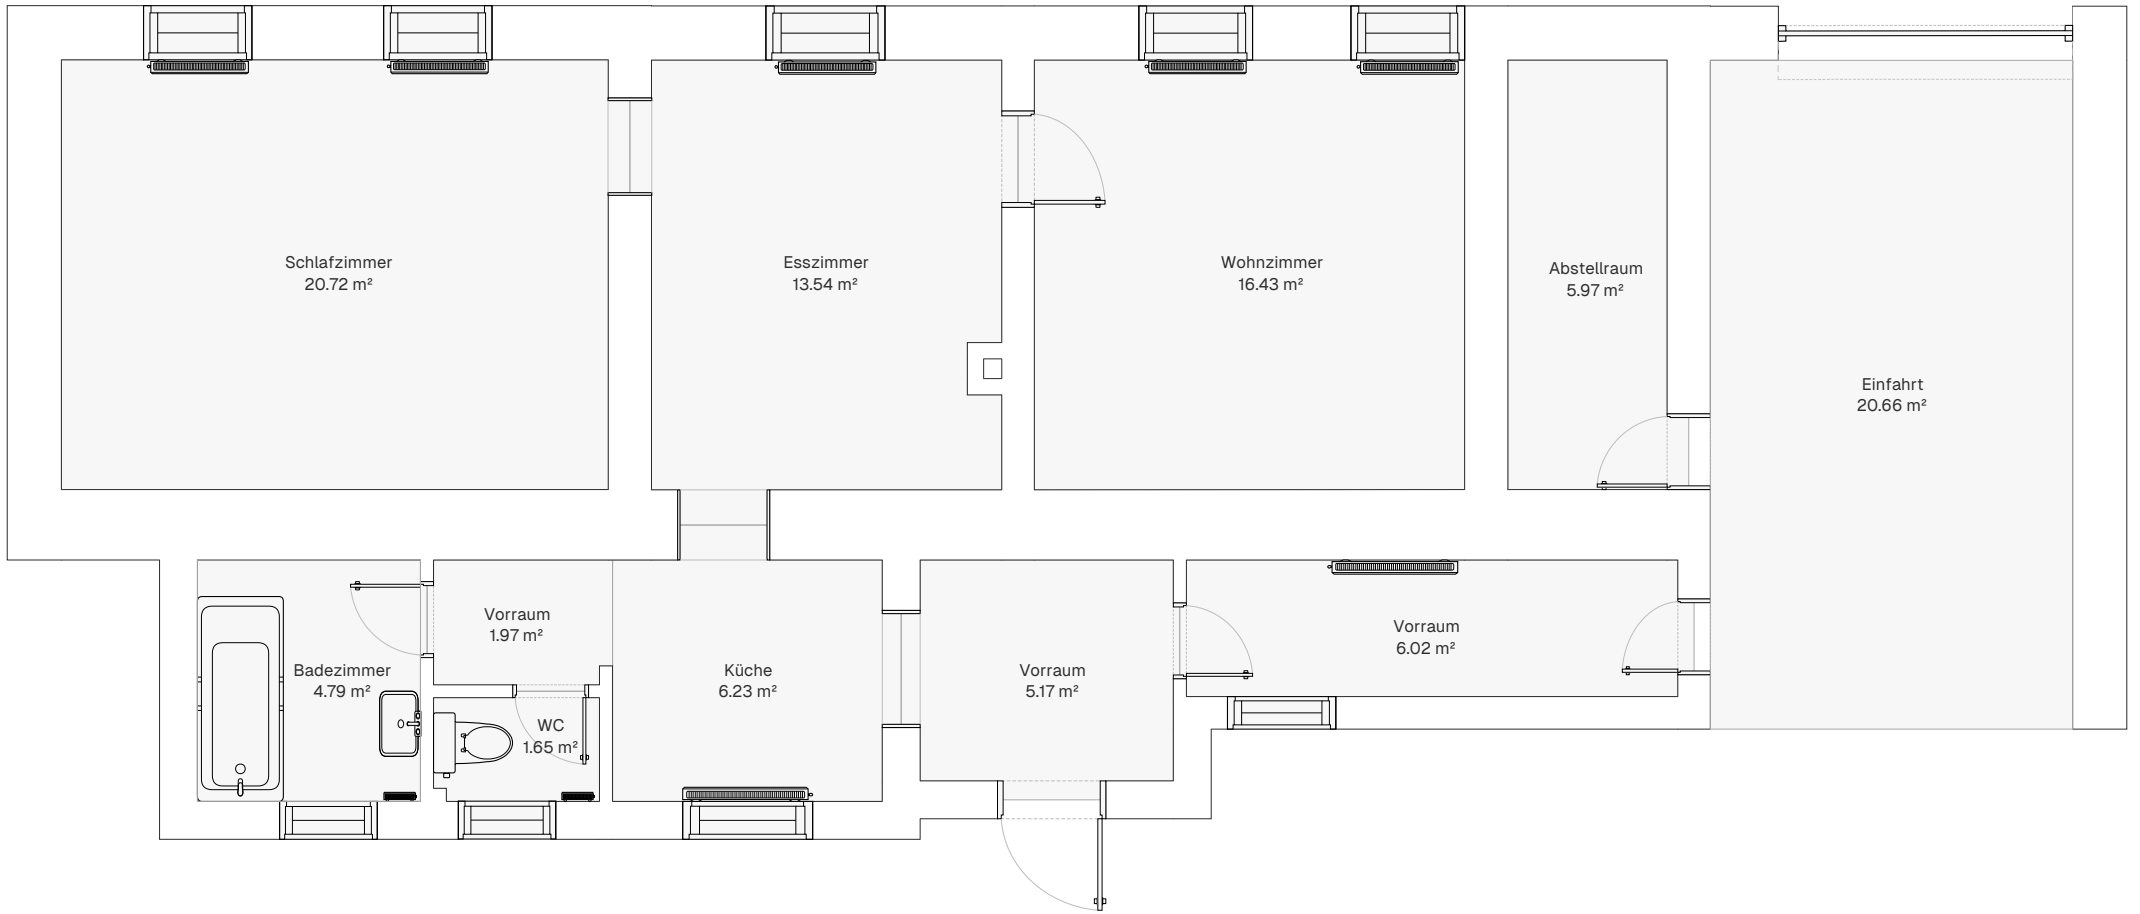 Schlafzimmer
20.72 m²
Esszimmer
13.54 m²
Wohnzimmer
16.43 m²
Abstellraum
5.97 m²
Einfahrt
20.66 m²
Vorraum
1.97 m²
Badezimmer
4.79 m²
WC
1.65 m²
Küche
6.23 m²
Vorraum
5.17 m²
Vorraum
6.02 m²